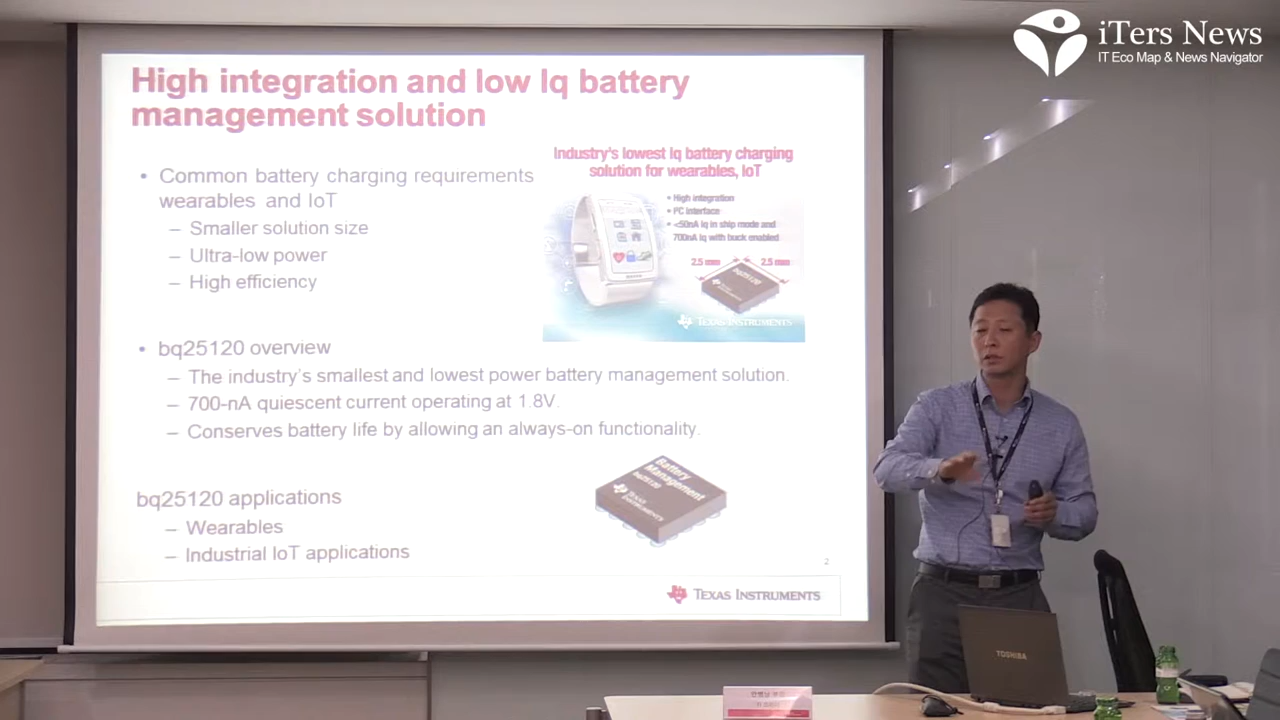 iTers News
IT Eco Map & News Navigator
High integration and low Iq battery
management solution
• Common battery charging requirements
wearables and IoT
– Smaller solution size
– Ultra-low power
– High efficiency
Industry's lowest Iq battery charging
solution for wearables, IoT
• High integration
• I²C interface
• <50nA Iq in ship mode and
700nA Iq with buck enabled
2.5 mm 2.5 mm
bq25120
TEXAS INSTRUMENTS
• bq25120 overview
– The industry's smallest and lowest power battery management solution.
– 700-nA quiescent current operating at 1.8V.
– Conserves battery life by allowing an always-on functionality.
Battery
Management
bq25120
TEXAS
INSTRUMENTS
bq25120 applications
– Wearables
– Industrial IoT applications
2
TEXAS INSTRUMENTS
TOSHIBA